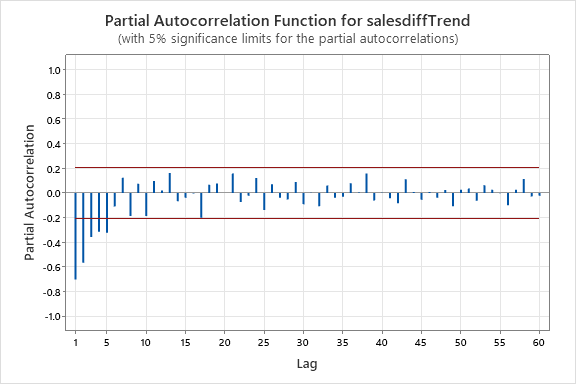 Partial Autocorrelation Function for salesdiffTrend
(with 5% significance limits for the partial autocorrelations)
1.0
0.8
0.6
0.4
0.2
0.0
-0.2
-0.4
-0.6
-0.8
-1.0
Partial Autocorrelation
1 5 10 15 20 25 30 35 40 45 50 55 60
Lag